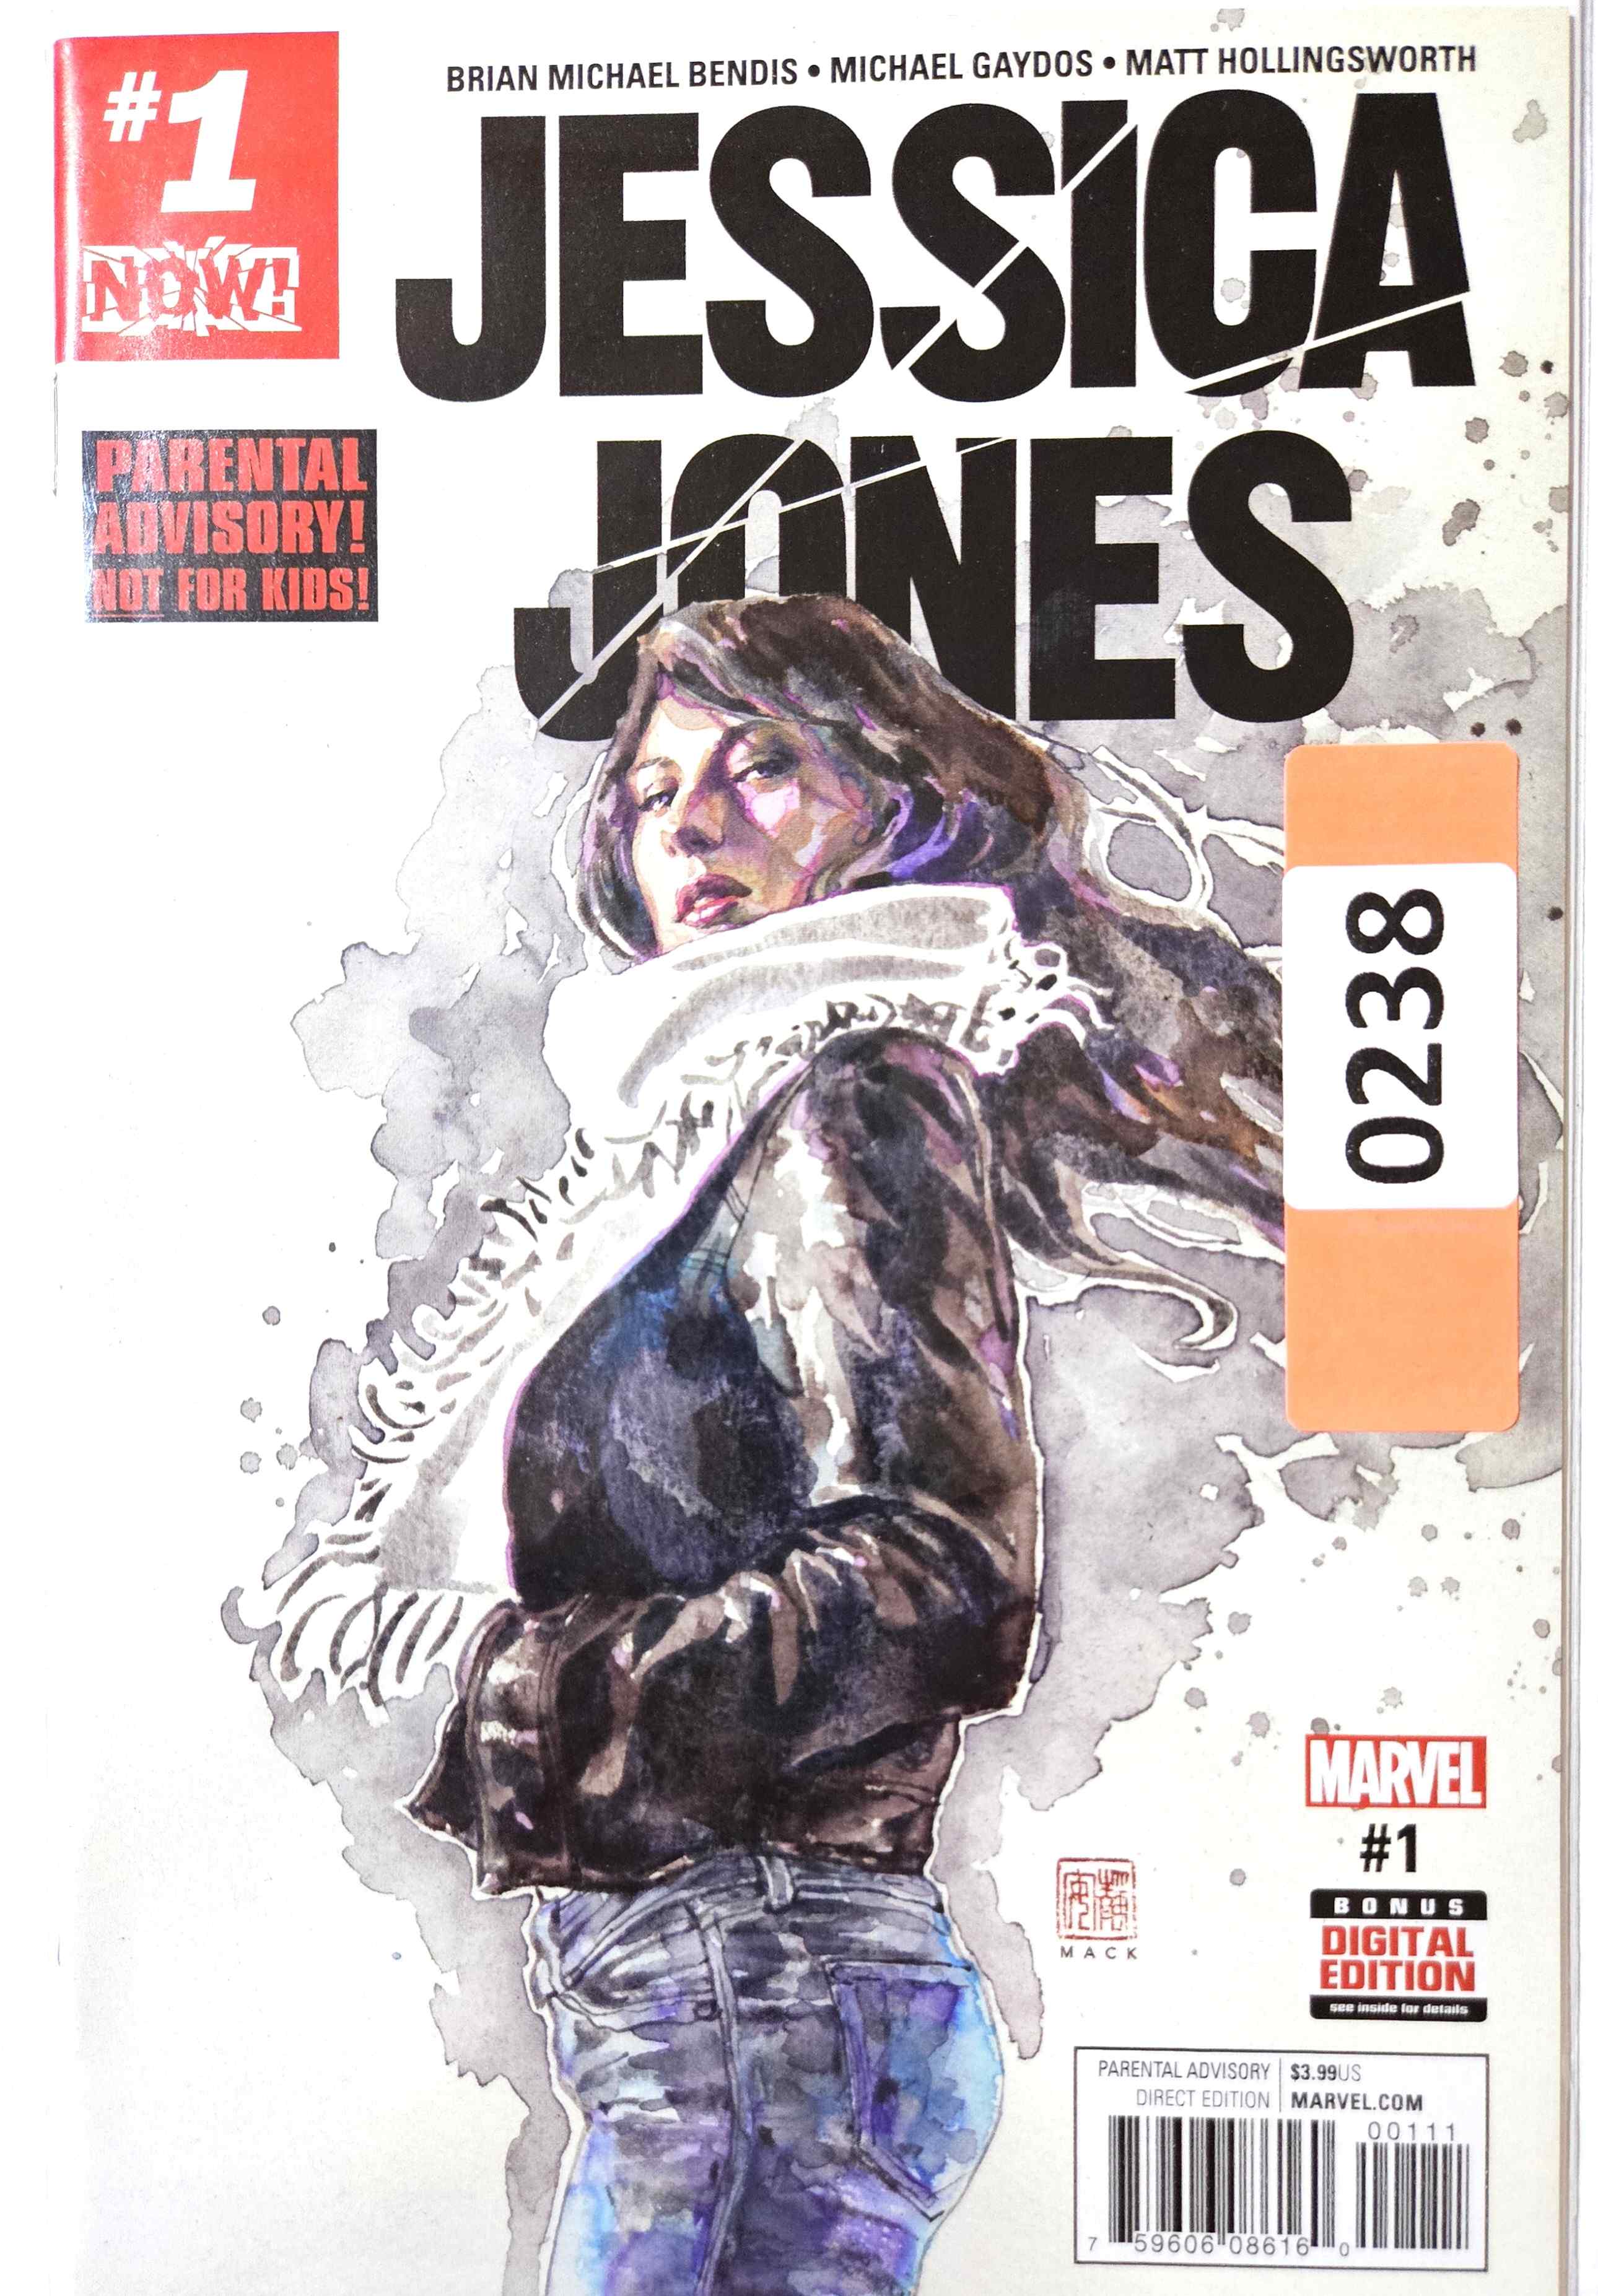 #1
NOW!
BRIAN MICHAEL BENDIS • MICHAEL GAYDOS • MATT HOLLINGSWORTH
JESSICA
JONES
PARENTAL
ADVISORY!
NOT FOR KIDS!
0238
MARVEL
#1
BONUS
DIGITAL
EDITION
see inside for details
MACK
PARENTAL ADVISORY $3.99US
DIRECT EDITION MARVEL.COM
00111
7 59606 08616 0